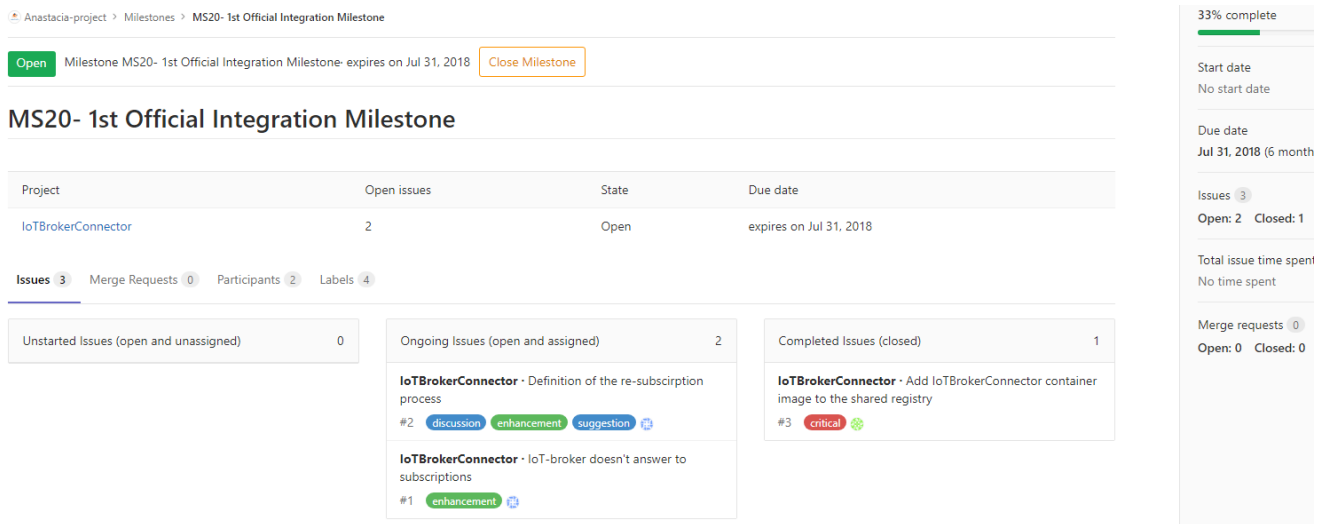 Anastacia-project > Milestones > MS20- 1st Official Integration Milestone
Open Milestone MS20- 1st Official Integration Milestone· expires on Jul 31, 2018 Close Milestone
MS20- 1st Official Integration Milestone
Project Open issues State Due date
IoTBrokerConnector 2 Open expires on Jul 31, 2018
Issues 3 Merge Requests 0 Participants 2 Labels 4
Unstarted Issues (open and unassigned) 0
Ongoing Issues (open and assigned) 2
IoTBrokerConnector · Definition of the re-subscirption
process
#2 discussion enhancement suggestion
IoTBrokerConnector · IoT-broker doesn't answer to
subscriptions
#1 enhancement
Completed Issues (closed) 1
IoTBrokerConnector · Add IoTBrokerConnector container
image to the shared registry
#3 critical
33% complete
Start date
No start date
Due date
Jul 31, 2018 (6 month
Issues 3
Open: 2 Closed: 1
Total issue time spent
No time spent
Merge requests 0
Open: 0 Closed: 0